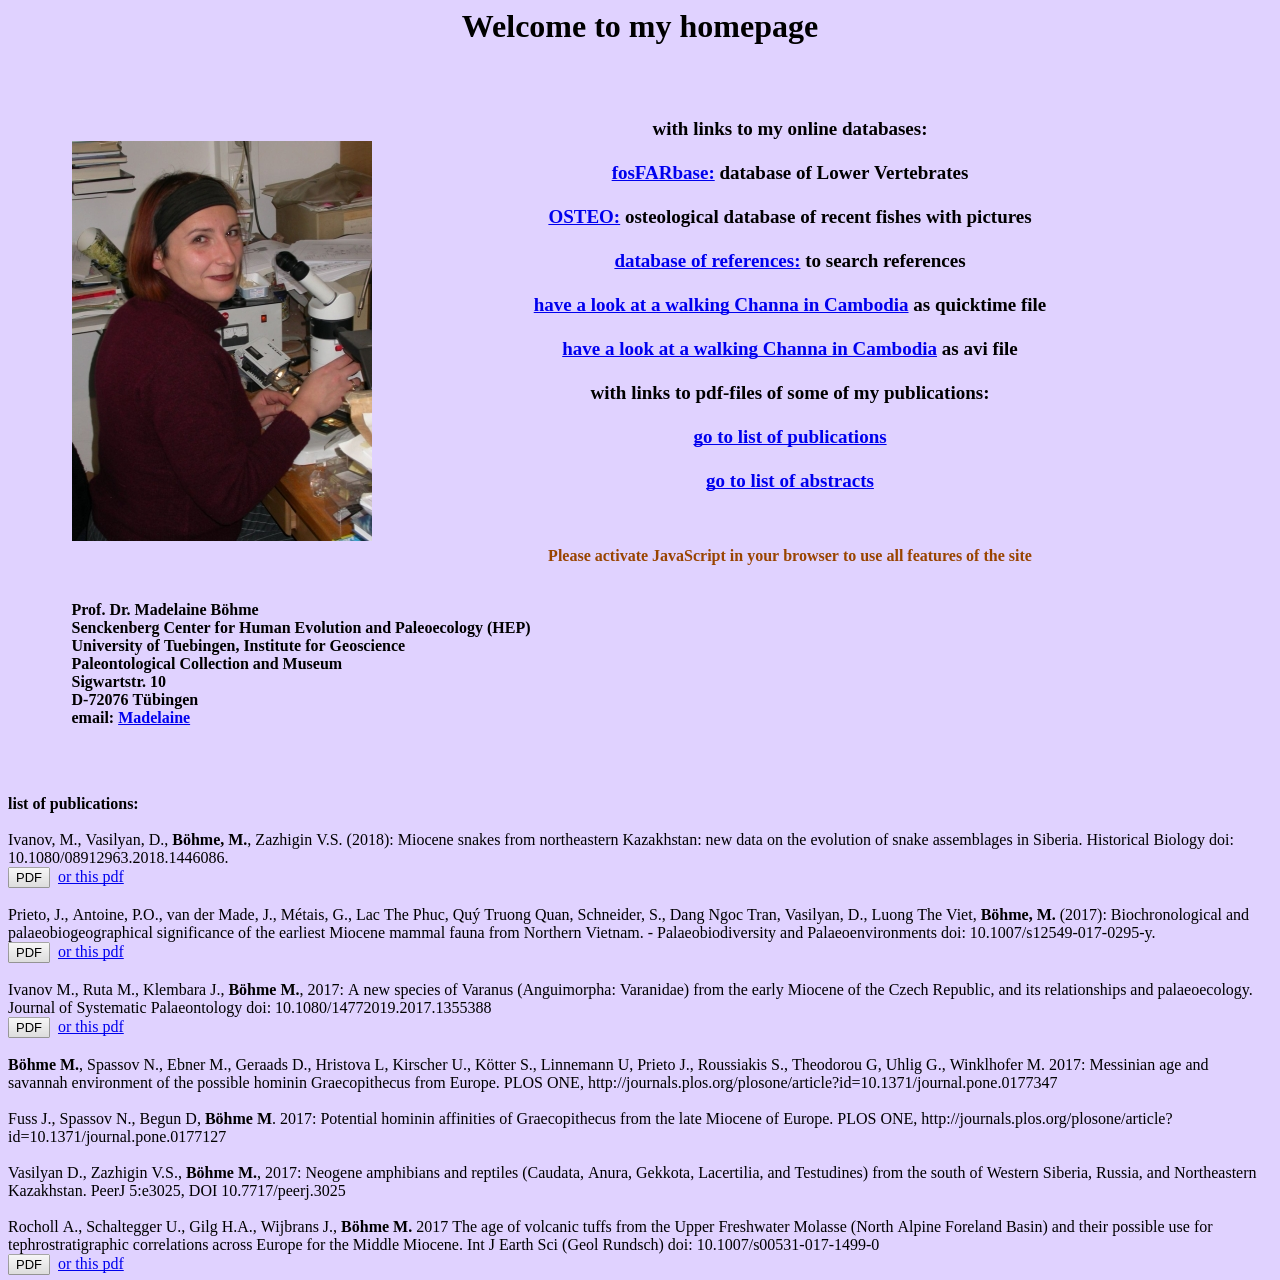 Welcome to my homepage
with links to my online databases:
fosFARbase: database of Lower Vertebrates
OSTEO: osteological database of recent fishes with pictures
database of references: to search references
have a look at a walking Channa in Cambodia as quicktime file
have a look at a walking Channa in Cambodia as avi file
with links to pdf-files of some of my publications:
go to list of publications
go to list of abstracts
Please activate JavaScript in your browser to use all features of the site
Prof. Dr. Madelaine Böhme
Senckenberg Center for Human Evolution and Paleoecology (HEP)
University of Tuebingen, Institute for Geoscience
Paleontological Collection and Museum
Sigwartstr. 10
D-72076 Tübingen
email: Madelaine
list of publications:
Ivanov, M., Vasilyan, D., Böhme, M., Zazhigin V.S. (2018): Miocene snakes from northeastern Kazakhstan: new data on the evolution of snake assemblages in Siberia. Historical Biology doi:
10.1080/08912963.2018.1446086.
PDF or this pdf
Prieto, J., Antoine, P.O., van der Made, J., Métais, G., Lac The Phuc, Quý Truong Quan, Schneider, S., Dang Ngoc Tran, Vasilyan, D., Luong The Viet, Böhme, M. (2017): Biochronological and
palaeobiogeographical significance of the earliest Miocene mammal fauna from Northern Vietnam. - Palaeobiodiversity and Palaeoenvironments doi: 10.1007/s12549-017-0295-y.
PDF or this pdf
Ivanov M., Ruta M., Klembara J., Böhme M., 2017: A new species of Varanus (Anguimorpha: Varanidae) from the early Miocene of the Czech Republic, and its relationships and palaeoecology.
Journal of Systematic Palaeontology doi: 10.1080/14772019.2017.1355388
PDF or this pdf
Böhme M., Spassov N., Ebner M., Geraads D., Hristova L, Kirscher U., Kötter S., Linnemann U, Prieto J., Roussiakis S., Theodorou G, Uhlig G., Winklhofer M. 2017: Messinian age and
savannah environment of the possible hominin Graecopithecus from Europe. PLOS ONE, http://journals.plos.org/plosone/article?id=10.1371/journal.pone.0177347
Fuss J., Spassov N., Begun D, Böhme M. 2017: Potential hominin affinities of Graecopithecus from the late Miocene of Europe. PLOS ONE, http://journals.plos.org/plosone/article?
id=10.1371/journal.pone.0177127
Vasilyan D., Zazhigin V.S., Böhme M., 2017: Neogene amphibians and reptiles (Caudata, Anura, Gekkota, Lacertilia, and Testudines) from the south of Western Siberia, Russia, and Northeastern
Kazakhstan. PeerJ 5:e3025, DOI 10.7717/peerj.3025
Rocholl A., Schaltegger U., Gilg H.A., Wijbrans J., Böhme M. 2017 The age of volcanic tuffs from the Upper Freshwater Molasse (North Alpine Foreland Basin) and their possible use for
tephrostratigraphic correlations across Europe for the Middle Miocene. Int J Earth Sci (Geol Rundsch) doi: 10.1007/s00531-017-1499-0
PDF or this pdf